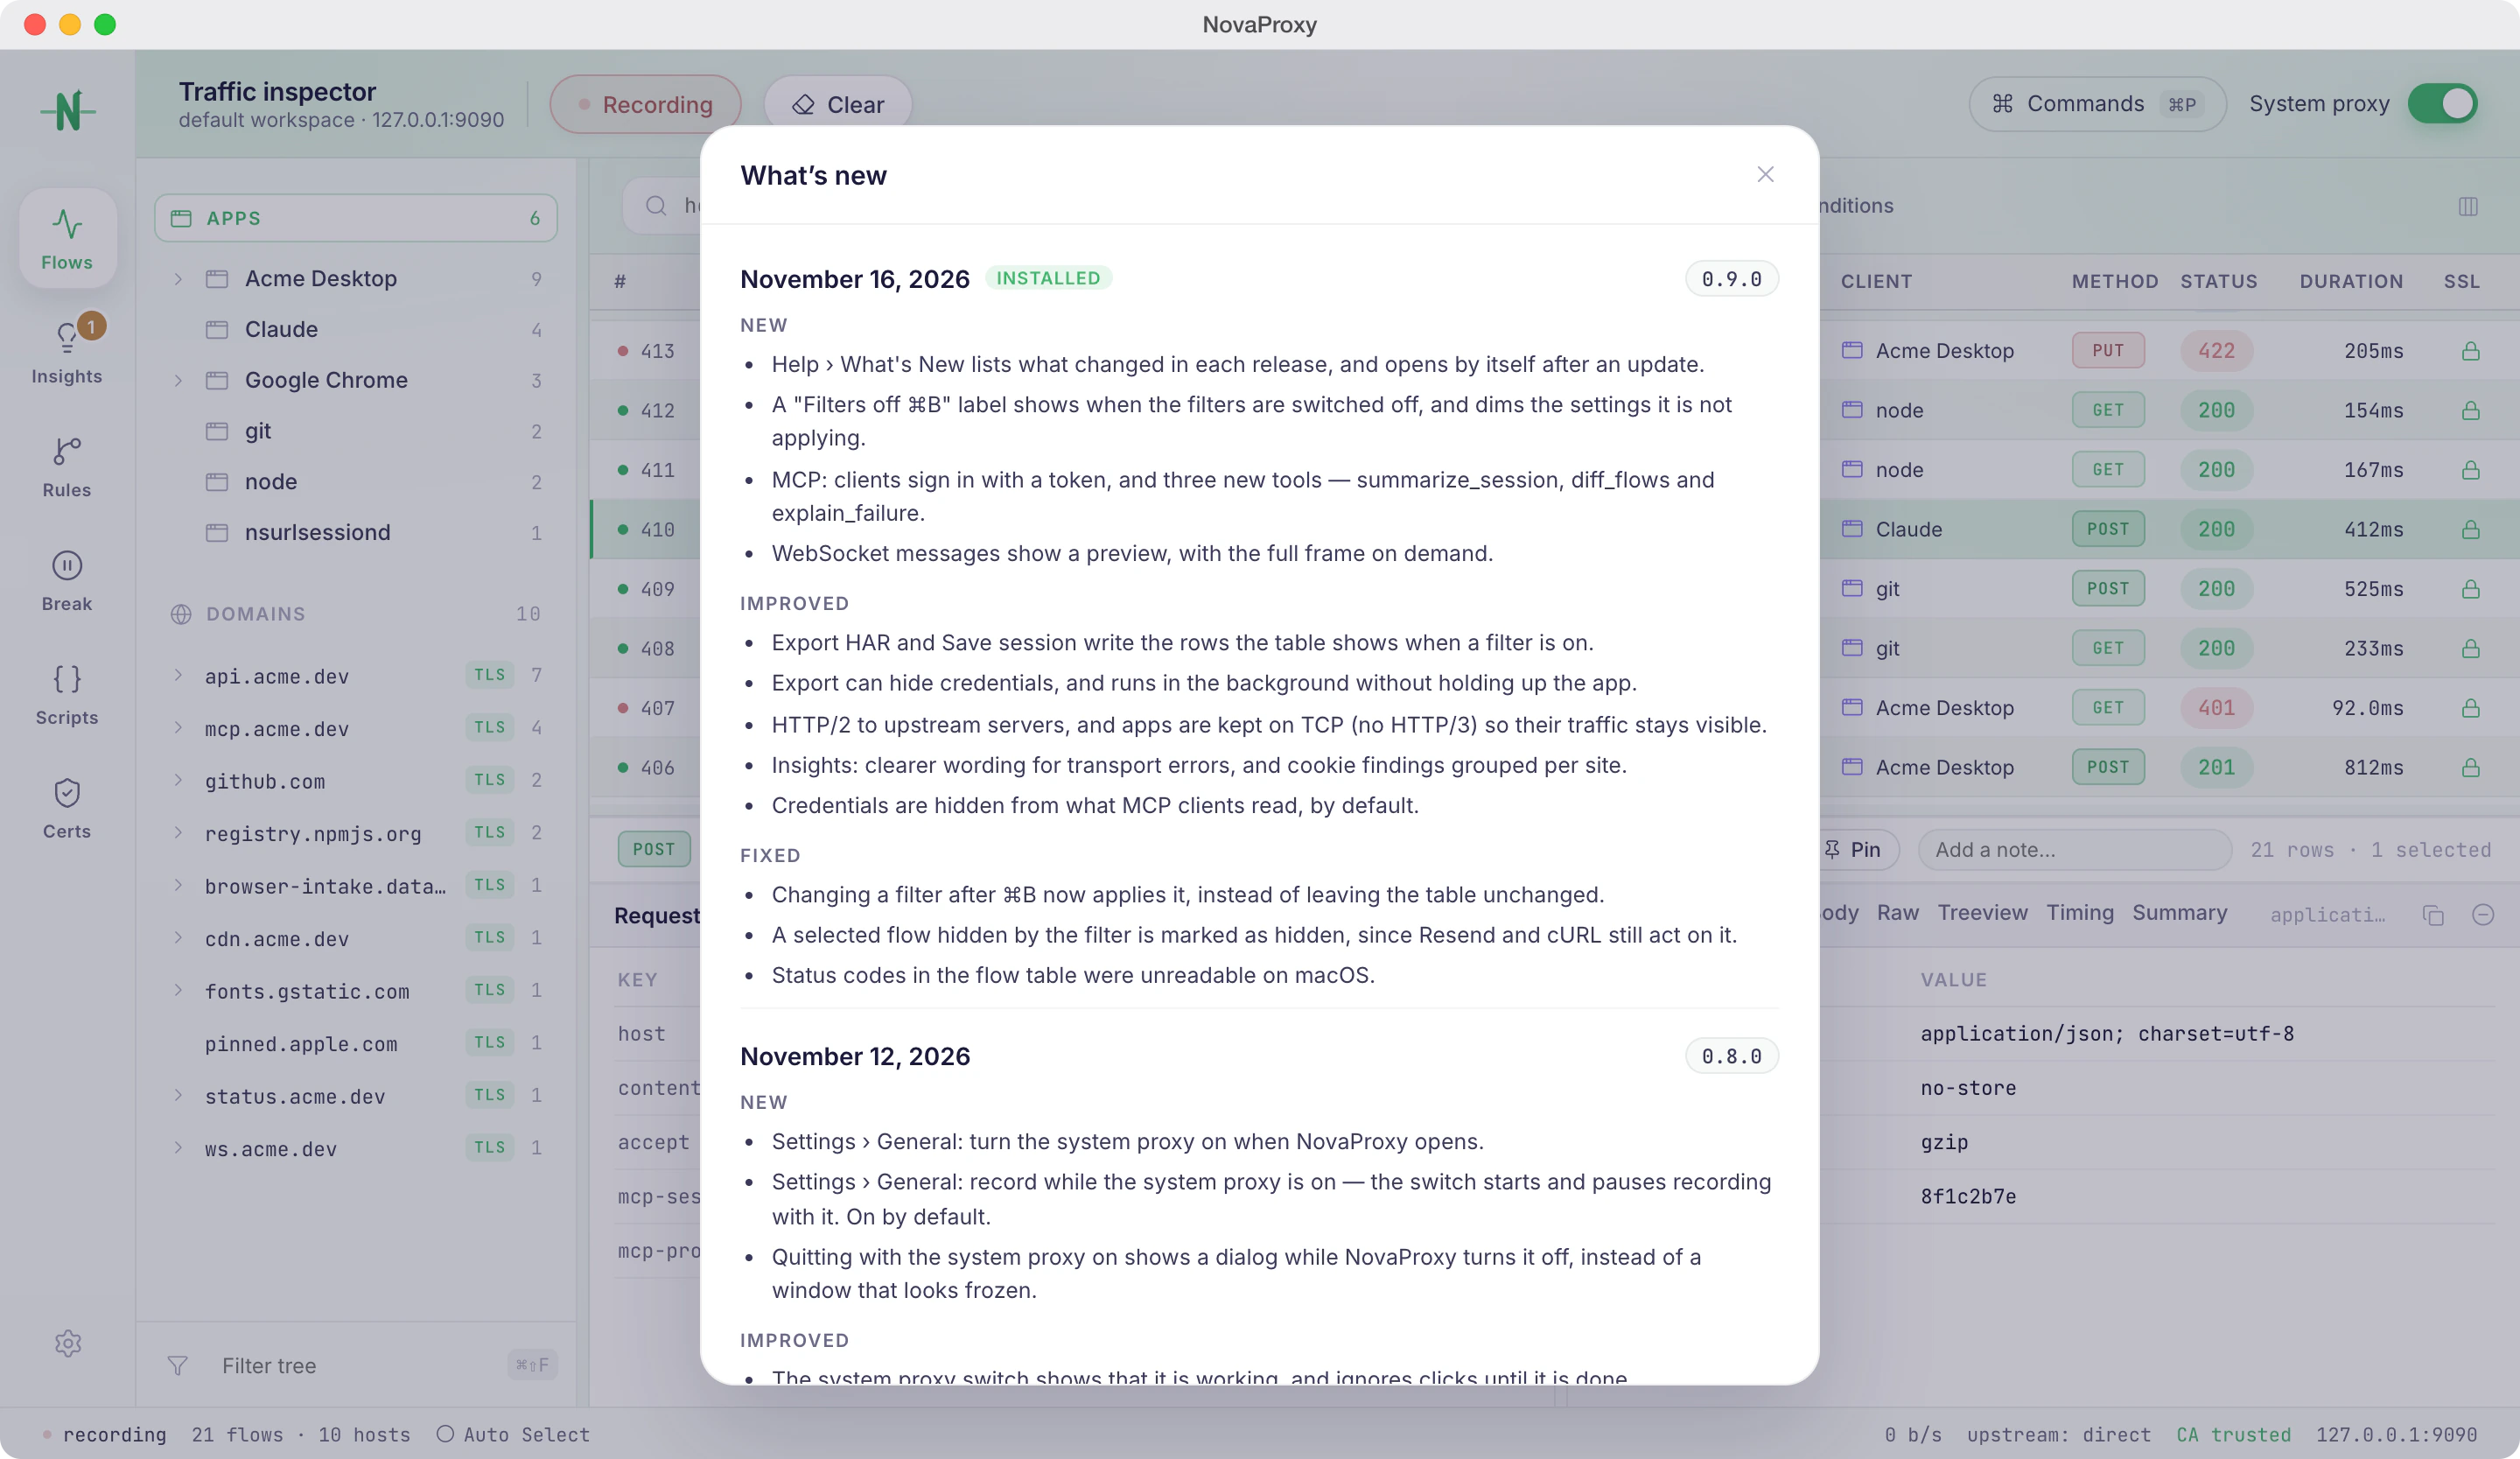 NovaProxy
Traffic inspector
default workspace · 127.0.0.1:9090
Recording
Clear
Commands ⌘P
System proxy
Flows
1
Insights
Rules
Break
Scripts
Certs
APPS 6
Acme Desktop 9
Claude 4
Google Chrome 3
git 2
node 2
nsurlsessiond 1
DOMAINS 10
api.acme.dev TLS 7
mcp.acme.dev TLS 4
github.com TLS 2
registry.npmjs.org TLS 2
browser-intake.data… TLS 1
cdn.acme.dev TLS 1
fonts.gstatic.com TLS 1
pinned.apple.com TLS 1
status.acme.dev TLS 1
ws.acme.dev TLS 1
Filter tree ⌘⇧F
#
413
412
411
410
409
408
407
406
POST
Request
KEY
host
content
accept
mcp-ses
mcp-pro
What’s new
November 16, 2026 INSTALLED 0.9.0
NEW
• Help › What's New lists what changed in each release, and opens by itself after an update.
• A "Filters off ⌘B" label shows when the filters are switched off, and dims the settings it is not
applying.
• MCP: clients sign in with a token, and three new tools — summarize_session, diff_flows and
explain_failure.
• WebSocket messages show a preview, with the full frame on demand.
IMPROVED
• Export HAR and Save session write the rows the table shows when a filter is on.
• Export can hide credentials, and runs in the background without holding up the app.
• HTTP/2 to upstream servers, and apps are kept on TCP (no HTTP/3) so their traffic stays visible.
• Insights: clearer wording for transport errors, and cookie findings grouped per site.
• Credentials are hidden from what MCP clients read, by default.
FIXED
• Changing a filter after ⌘B now applies it, instead of leaving the table unchanged.
• A selected flow hidden by the filter is marked as hidden, since Resend and cURL still act on it.
• Status codes in the flow table were unreadable on macOS.
November 12, 2026 0.8.0
NEW
• Settings › General: turn the system proxy on when NovaProxy opens.
• Settings › General: record while the system proxy is on — the switch starts and pauses recording
with it. On by default.
• Quitting with the system proxy on shows a dialog while NovaProxy turns it off, instead of a
window that looks frozen.
IMPROVED
• The system proxy switch shows that it is working, and ignores clicks until it is done.
nditions
CLIENT METHOD STATUS DURATION SSL
Acme Desktop PUT 422 205ms
node GET 200 154ms
node GET 200 167ms
Claude POST 200 412ms
git POST 200 525ms
git GET 200 233ms
Acme Desktop GET 401 92.0ms
Acme Desktop POST 201 812ms
Pin Add a note… 21 rows · 1 selected
ody Raw Treeview Timing Summary applicati…
VALUE
application/json; charset=utf-8
no-store
gzip
8f1c2b7e
recording 21 flows · 10 hosts Auto Select
0 b/s upstream: direct CA trusted 127.0.0.1:9090